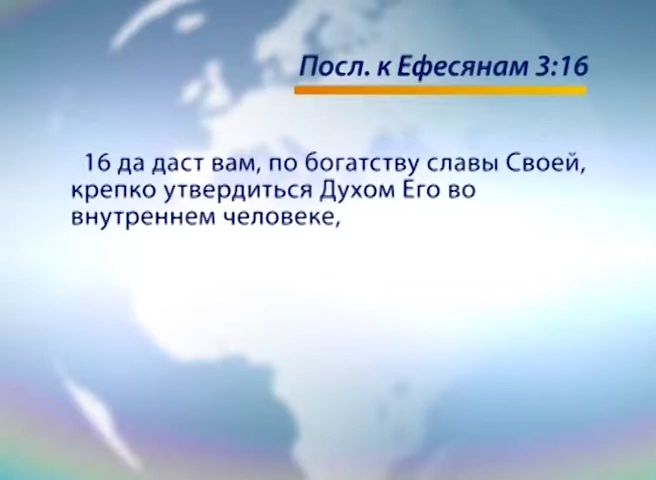 Посл. к Ефесянам 3:16
16 да даст вам, по богатству славы Своей,
крепко утвердиться Духом Его во
внутреннем человеке,